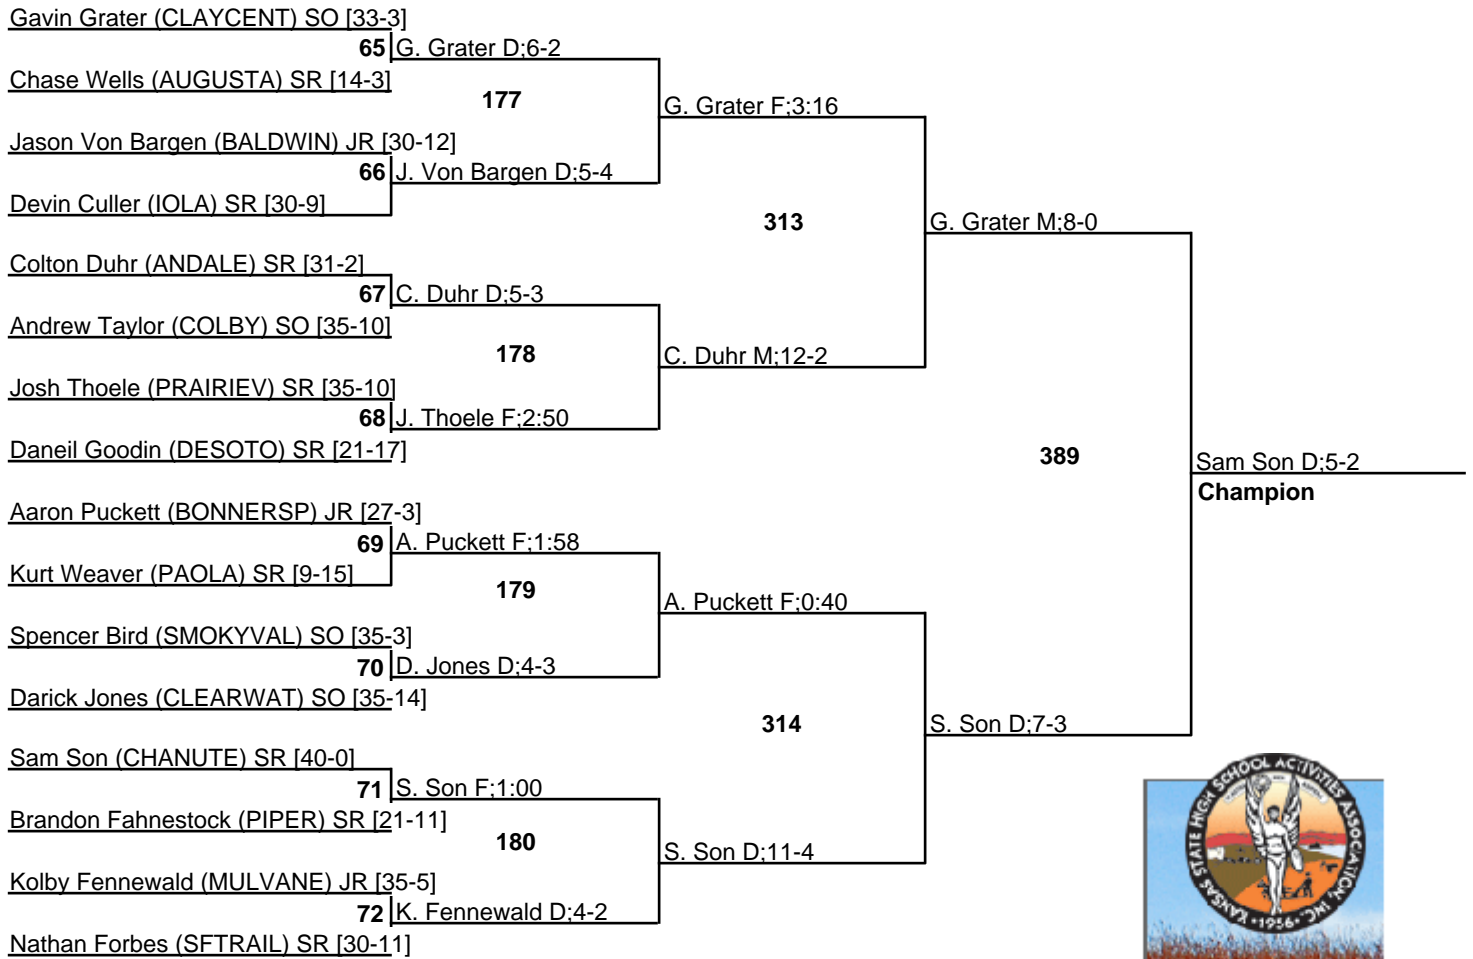 Gavin Grater (CLAYCENT) SO [33-3]
65 G. Grater D;6-2
Chase Wells (AUGUSTA) SR [14-3]
177
G. Grater F;3:16
Jason Von Bargen (BALDWIN) JR [30-12]
66 J. Von Bargen D;5-4
Devin Culler (IOLA) SR [30-9]
313
G. Grater M;8-0
Colton Duhr (ANDALE) SR [31-2]
67 C. Duhr D;5-3
Andrew Taylor (COLBY) SO [35-10]
178
C. Duhr M;12-2
Josh Thoele (PRAIRIEV) SR [35-10]
68 J. Thoele F;2:50
Daneil Goodin (DESOTO) SR [21-17]
389
Sam Son D;5-2
Champion
Aaron Puckett (BONNERSP) JR [27-3]
69 A. Puckett F;1:58
Kurt Weaver (PAOLA) SR [9-15]
179
A. Puckett F;0:40
Spencer Bird (SMOKYVAL) SO [35-3]
70 D. Jones D;4-3
Darick Jones (CLEARWAT) SO [35-14]
314
S. Son D;7-3
Sam Son (CHANUTE) SR [40-0]
71 S. Son F;1:00
Brandon Fahnestock (PIPER) SR [21-11]
180
S. Son D;11-4
Kolby Fennewald (MULVANE) JR [35-5]
72 K. Fennewald D;4-2
Nathan Forbes (SFTRAIL) SR [30-11]
KANSAS STATE HIGH SCHOOL ACTIVITIES ASSOCIATION, INC.
•1956•